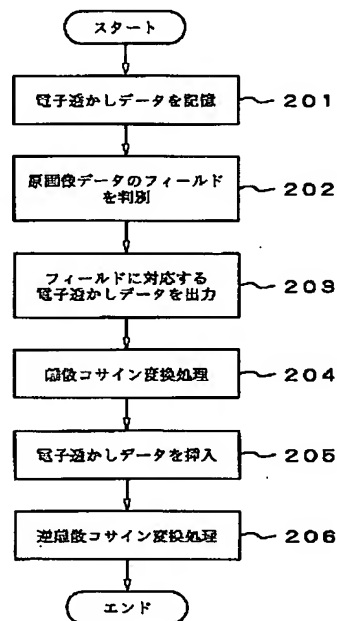 スタート
電子透かしデータを記憶
201
原画像データのフィールド
を判別
202
フィールドに対応する
電子透かしデータを出力
203
離散コサイン変換処理
204
電子透かしデータを挿入
205
逆離散コサイン変換処理
206
エンド